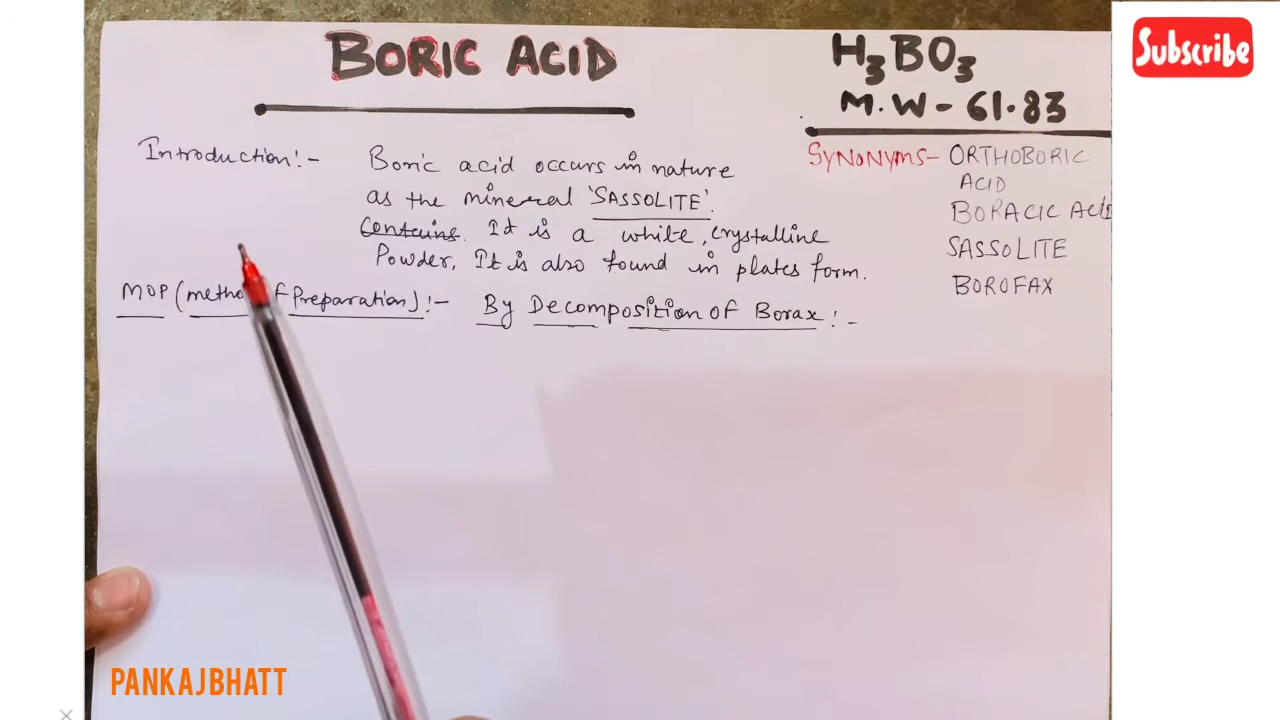 BORIC ACID
H3BO3
M.W - 61.83
Subscribe
Introduction:- Boric acid occurs in nature
as the mineral 'SASSOLITE'.
Contains. It is a white, crystalline
Powder, It is also found in plates form.
SYNONYMS- ORTHOBORIC
ACID
BORACIC ACID
SASSOLITE
BOROFAX
MOP (method of Preparation):- By Decomposition of Borax:-
PANKAJBHATT